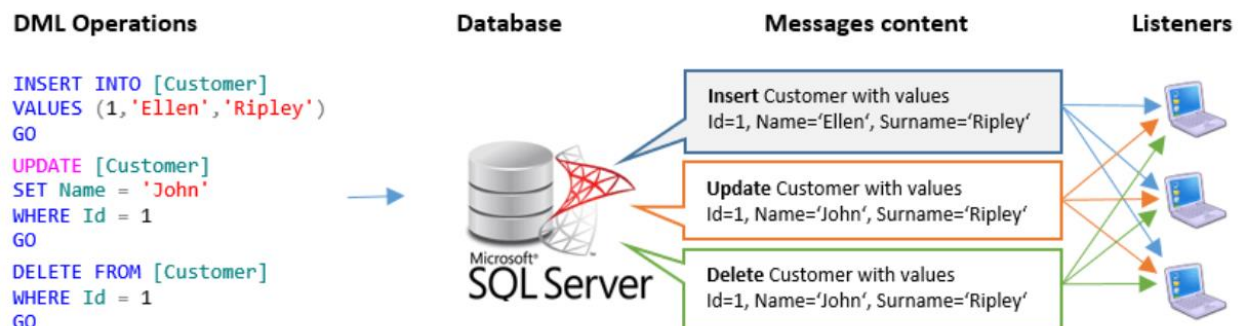 DML Operations
Database
Messages content
Listeners
INSERT INTO [Customer]
VALUES (1,'Ellen','Ripley')
GO
UPDATE [Customer]
SET Name = 'John'
WHERE Id = 1
GO
DELETE FROM [Customer]
WHERE Id = 1
GO
Microsoft®
SQL Server
Insert Customer with values
Id=1, Name=‘Ellen‘, Surname=‘Ripley‘
Update Customer with values
Id=1, Name=‘John‘, Surname=‘Ripley‘
Delete Customer with values
Id=1, Name=‘John‘, Surname=‘Ripley‘